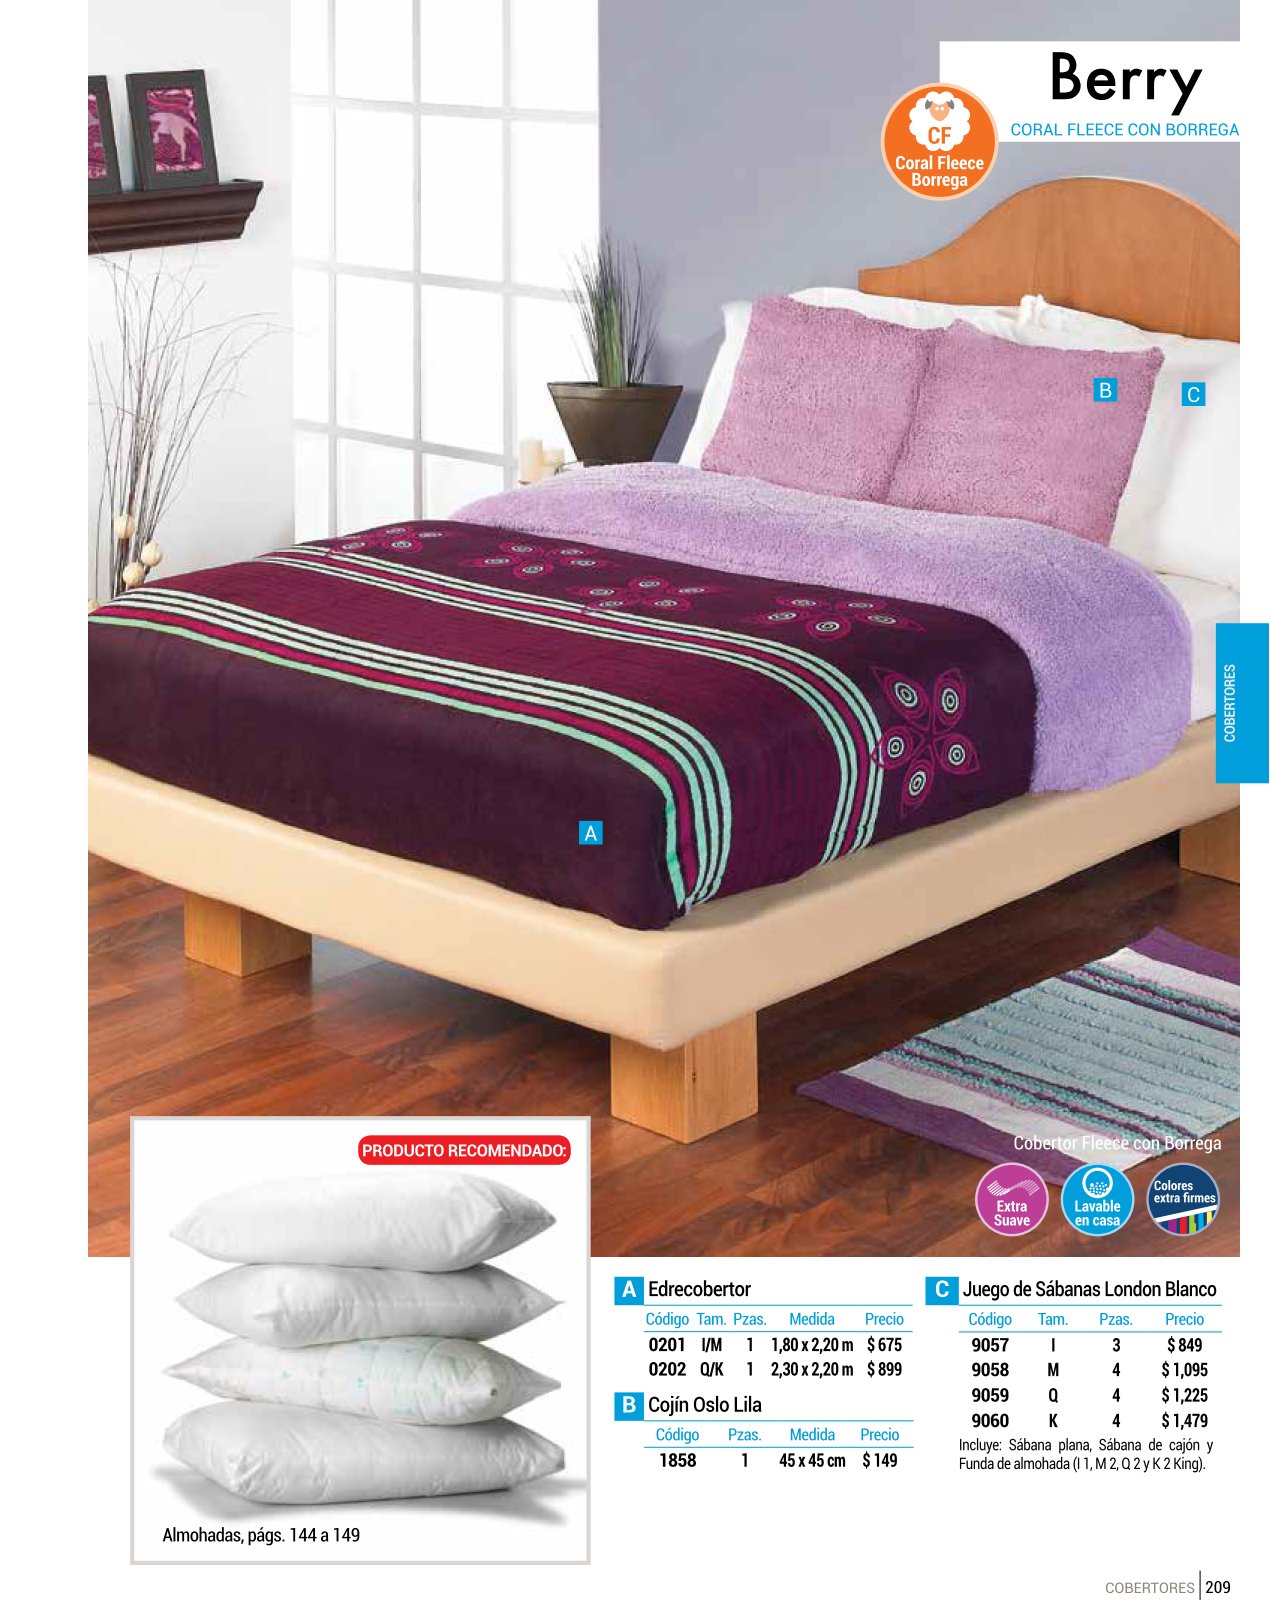 Berry
CORAL FLEECE CON BORREGA
CF
Coral Fleece
Borrega
B
C
COBERTORES
A
Cobertor Fleece con Borrega
Extra
Suave
Lavable
en casa
Colores
extra firmes
PRODUCTO RECOMENDADO:
Almohadas, págs. 144 a 149
A Edrecobertor
Código Tam. Pzas. Medida Precio
0201 I/M 1 1,80 x 2,20 m $ 675
0202 Q/K 1 2,30 x 2,20 m $ 899
B Cojín Oslo Lila
Código Pzas. Medida Precio
1858 1 45 x 45 cm $ 149
C Juego de Sábanas London Blanco
Código Tam. Pzas. Precio
9057 I 3 $ 849
9058 M 4 $ 1,095
9059 Q 4 $ 1,225
9060 K 4 $ 1,479
Incluye: Sábana plana, Sábana de cajón y
Funda de almohada (I 1, M 2, Q 2 y K 2 King).
COBERTORES 209